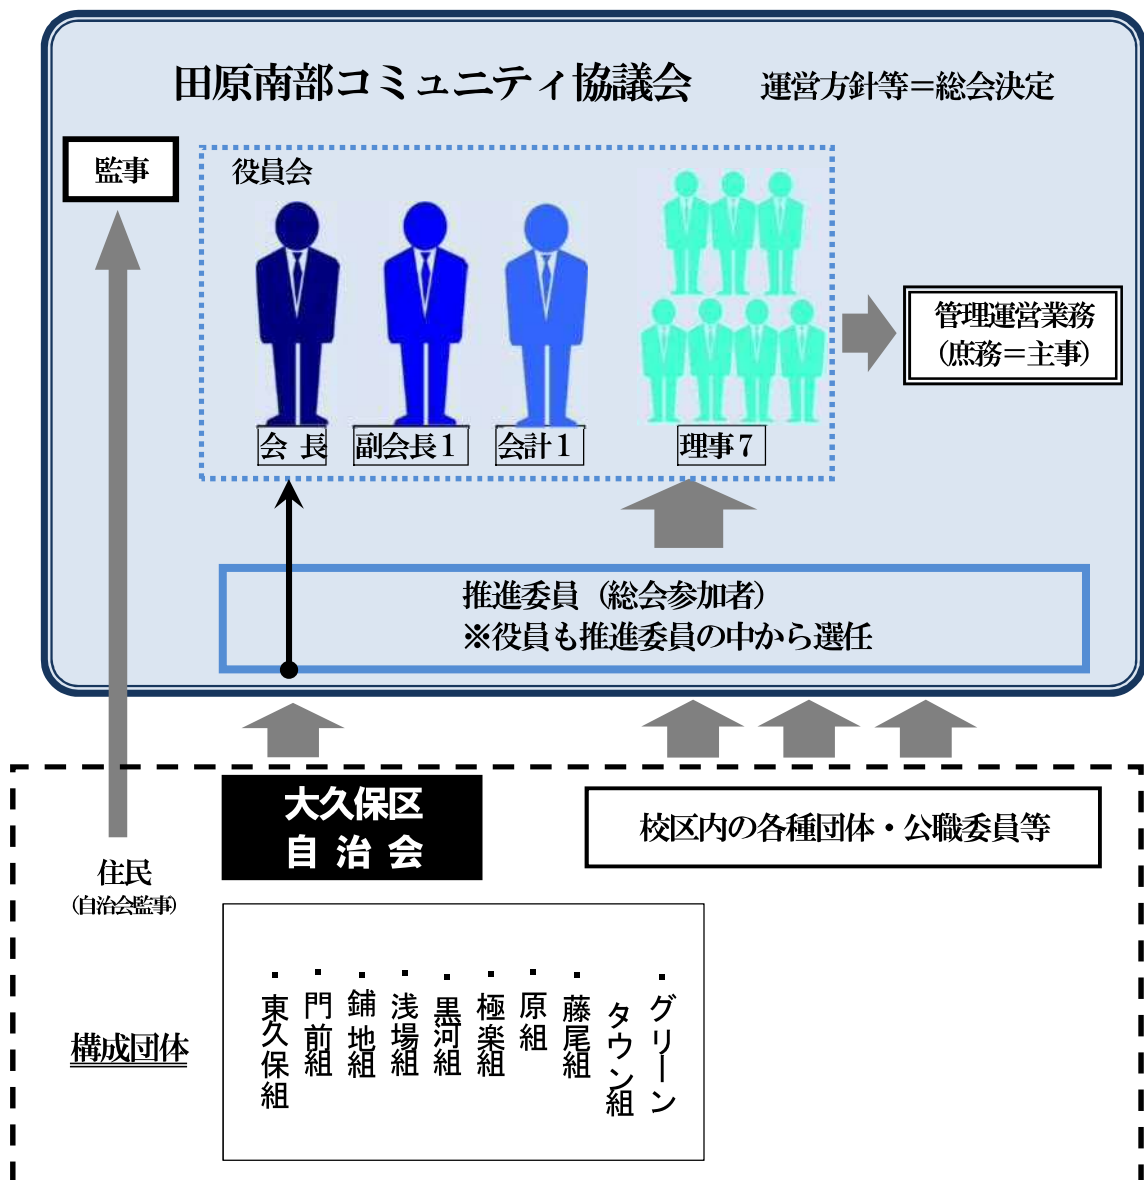 田原南部コミュニティ協議会 運営方針等＝総会決定
監事
役員会
会 長
副会長１
会計１
理事７
管理運営業務
(庶務＝主事)
推進委員（総会参加者）
※役員も推進委員の中から選任
大久保区
自 治 会
校区内の各種団体・公職委員等
住民
(自治会監事)
構成団体
・東久保組
・門前組
・鋪地組
・浅場組
・黒河組
・極楽組
・原組
・藤尾組
・グリーン
タウン組